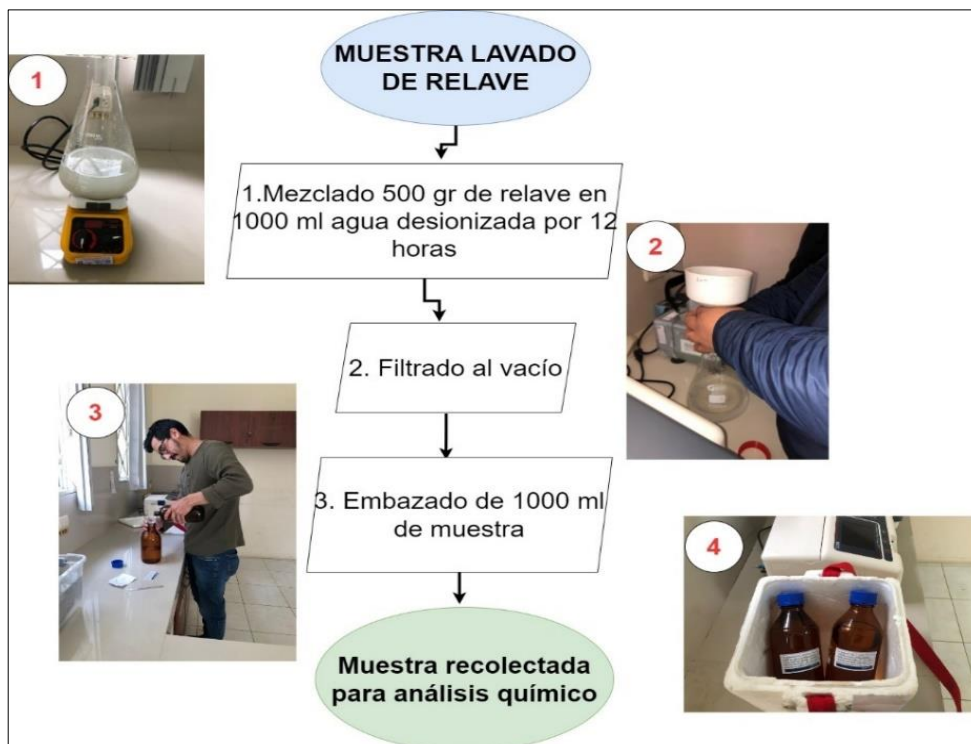 MUESTRA LAVADO
DE RELAVE
1
1.Mezclado 500 gr de relave en
1000 ml agua desionizada por 12
horas
2
2. Filtrado al vacío
3
3. Embazado de 1000 ml
de muestra
4
Muestra recolectada
para análisis químico